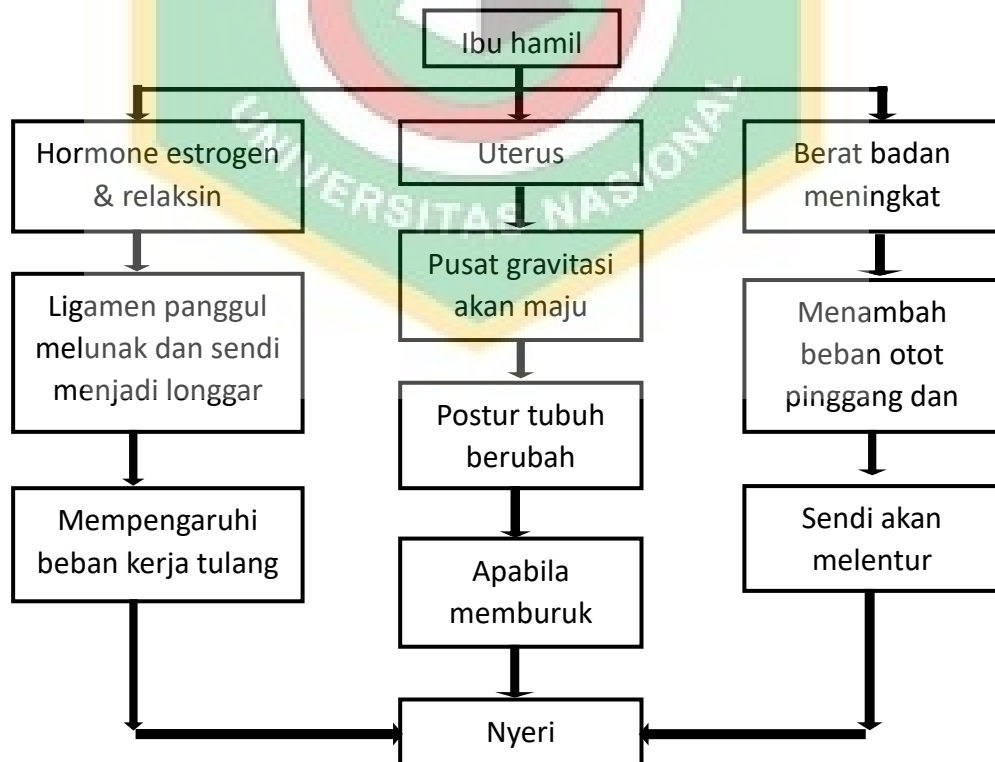 Ibu hamil
UNIVERSITAS NASIONAL
Hormone estrogen
& relaksin
Uterus
Berat badan
meningkat
Ligamen panggul
melunak dan sendi
menjadi longgar
Pusat gravitasi
akan maju
Menambah
beban otot
pinggang dan
Postur tubuh
berubah
Mempengaruhi
beban kerja tulang
Apabila
memburuk
Sendi akan
melentur
Nyeri